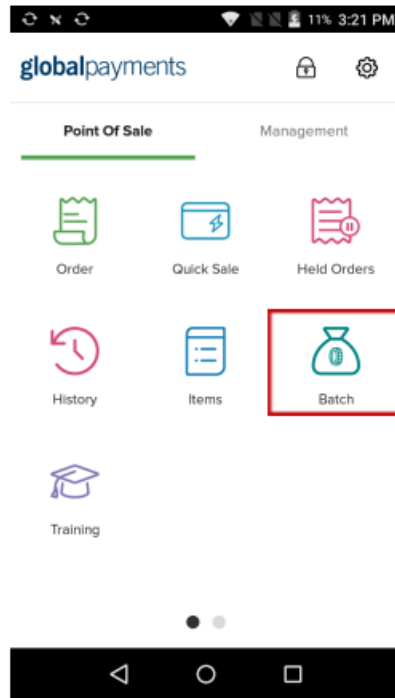 11% 3:21 PM
globalpayments
Point Of Sale Management
Order Quick Sale Held Orders
History Items Batch
Training